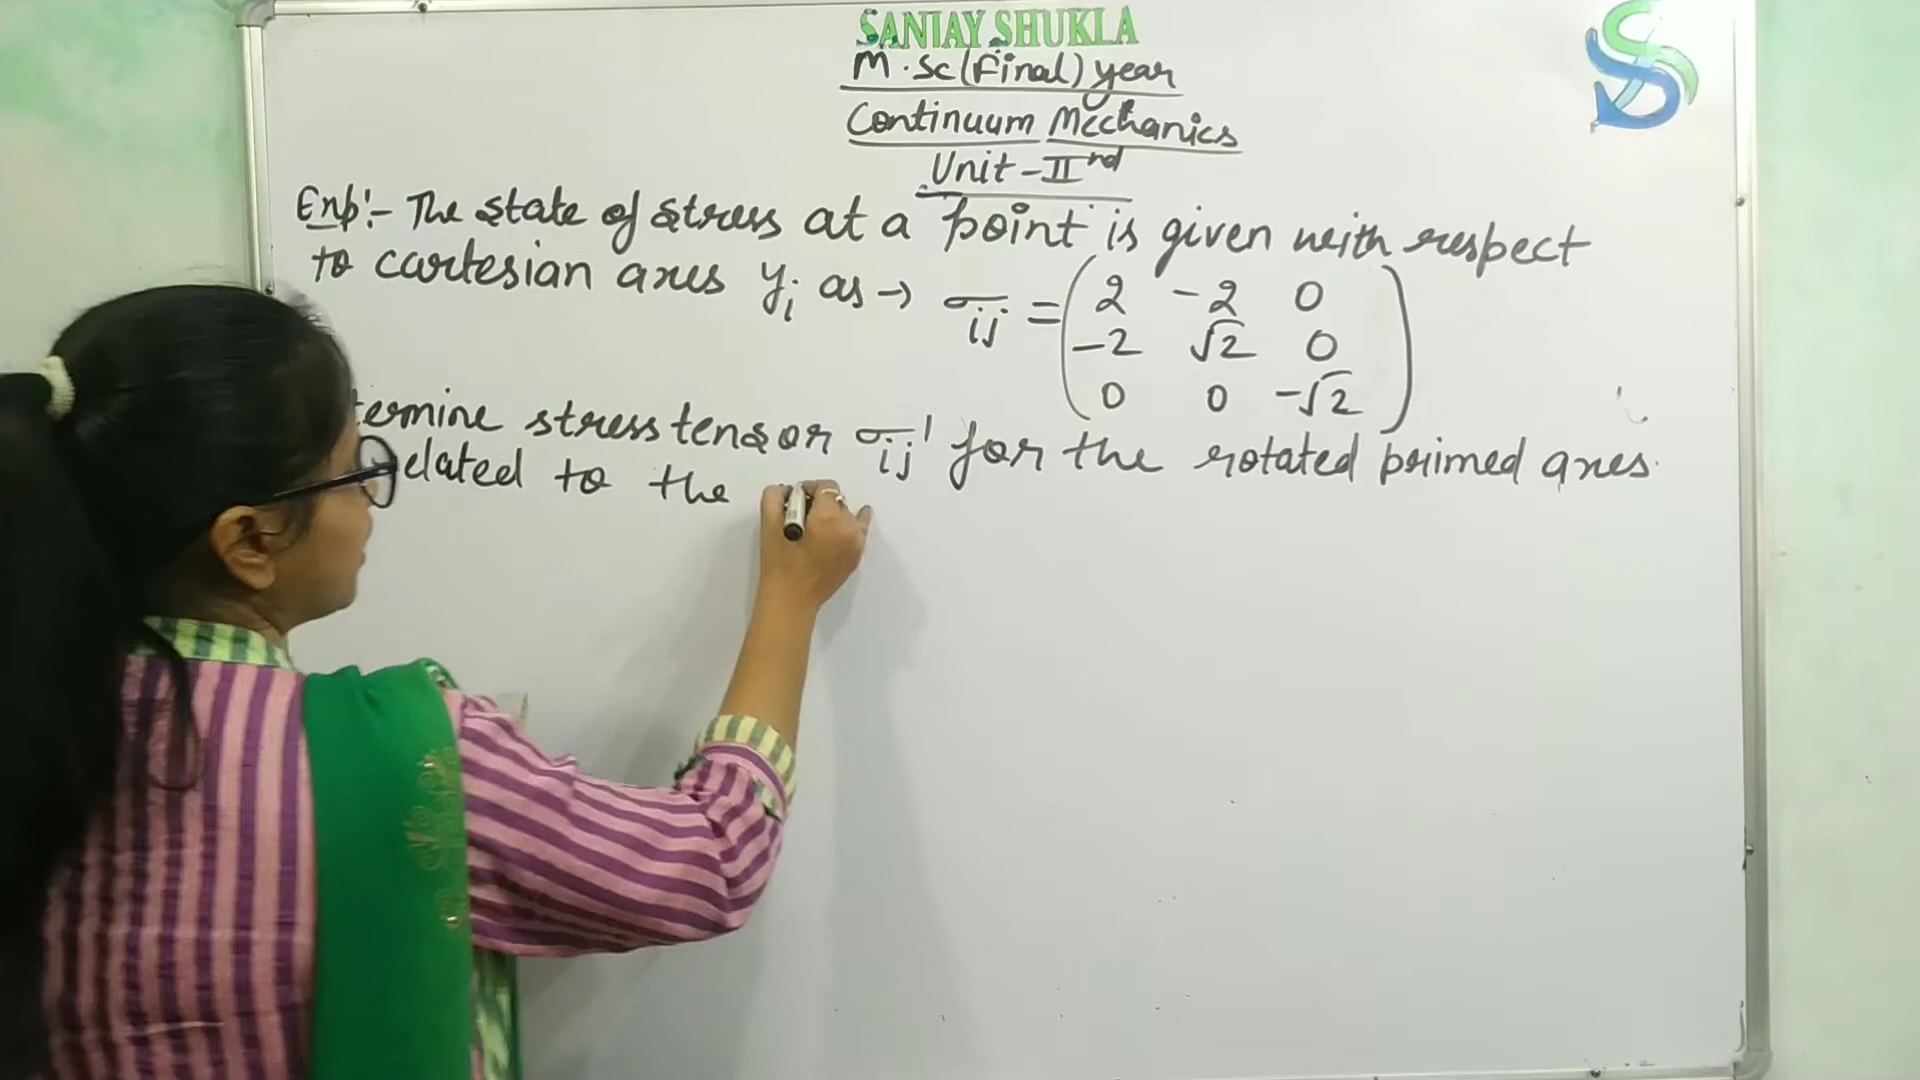 SANJAY SHUKLA
M.Sc (Final) year
Continuum Mechanics
Unit - IInd
Exp:- The state of stress at a point is given with respect
to cartesian axes yi as → σij = (2 -2 0
-2 √2 0
0 0 -√2)
termine stress tensor σij' for the rotated primed axes.
elated to the